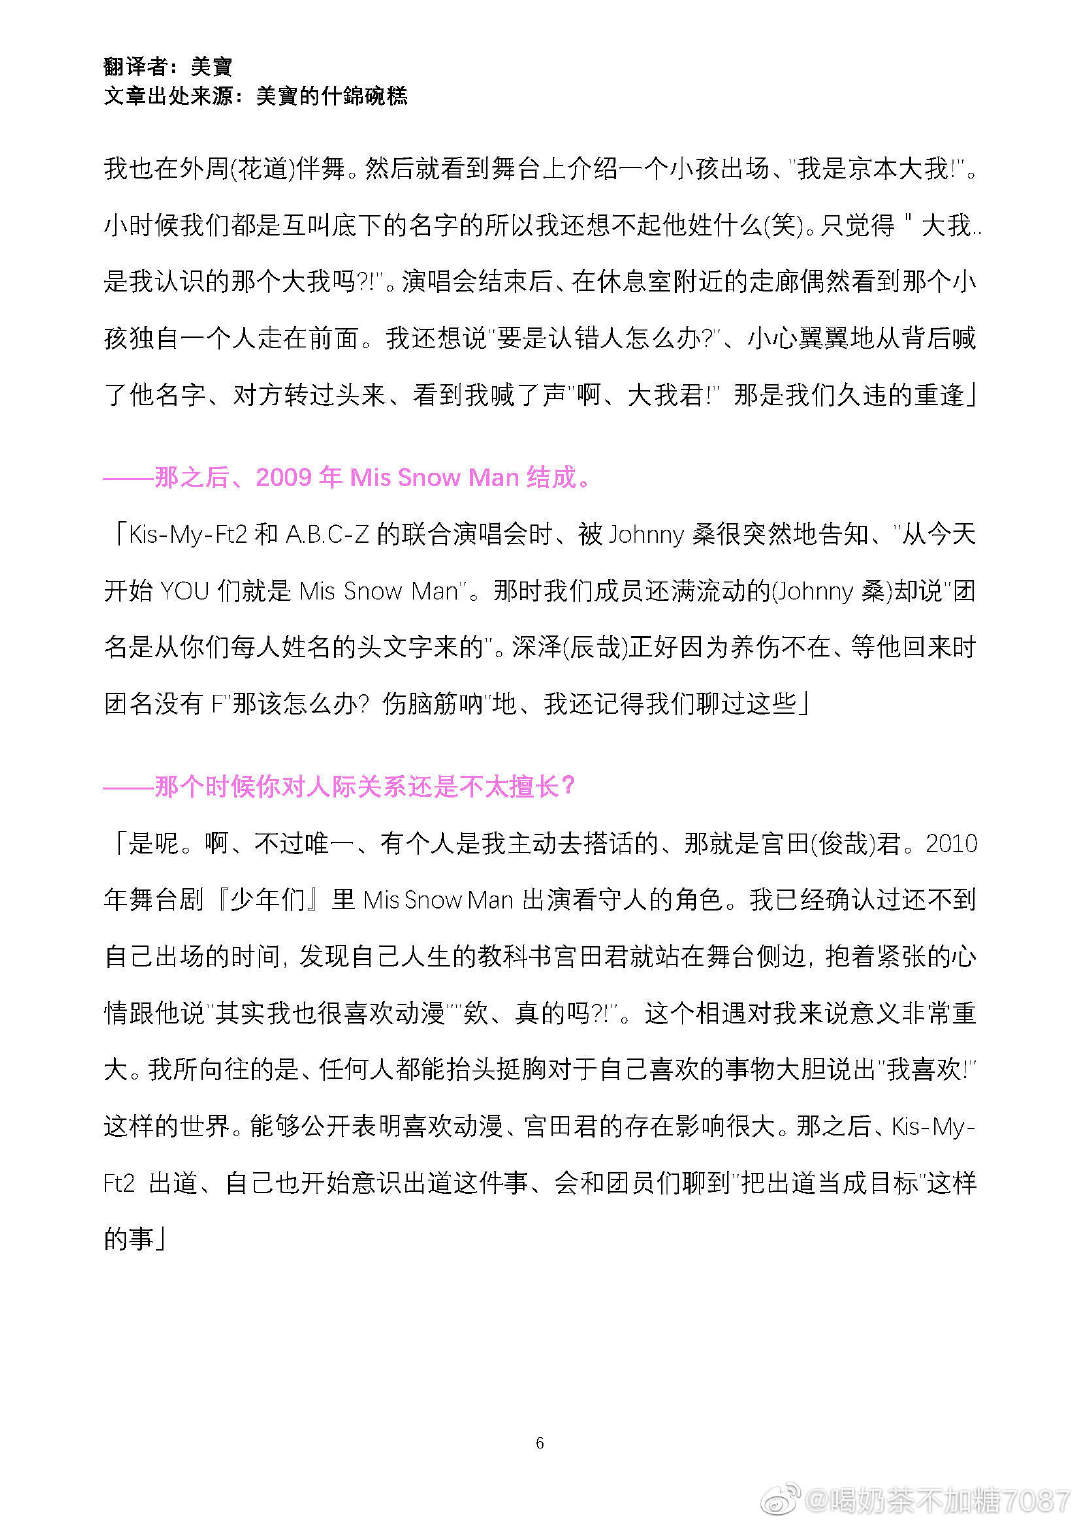 翻译者：美寶
文章出处来源：美寶的什錦碗糕
我也在外周(花道)伴舞。然后就看到舞台上介绍一个小孩出场、"我是京本大我!"。
小时候我们都是互叫底下的名字的所以我还想不起他姓什么(笑)。只觉得＂大我..
是我认识的那个大我吗?!"。演唱会结束后、在休息室附近的走廊偶然看到那个小
孩独自一个人走在前面。我还想说"要是认错人怎么办?"、小心翼翼地从背后喊
了他名字、对方转过头来、看到我喊了声"啊、大我君!" 那是我们久违的重逢」
——那之后、2009 年 Mis Snow Man 结成。
「Kis-My-Ft2 和 A.B.C-Z 的联合演唱会时、被 Johnny 桑很突然地告知、"从今天
开始 YOU 们就是 Mis Snow Man"。那时我们成员还满流动的(Johnny 桑)却说"团
名是从你们每人姓名的头文字来的"。深泽(辰哉)正好因为养伤不在、等他回来时
团名没有 F"那该怎么办? 伤脑筋呐"地、我还记得我们聊过这些」
——那个时候你对人际关系还是不太擅长？
「是呢。啊、不过唯一、有个人是我主动去搭话的、那就是宫田(俊哉)君。2010
年舞台剧『少年们』里 Mis Snow Man 出演看守人的角色。我已经确认过还不到
自己出场的时间, 发现自己人生的教科书宫田君就站在舞台侧边, 抱着紧张的心
情跟他说"其实我也很喜欢动漫""欸、真的吗?!"。这个相遇对我来说意义非常重
大。我所向往的是、任何人都能抬头挺胸对于自己喜欢的事物大胆说出"我喜欢!"
这样的世界。能够公开表明喜欢动漫、宫田君的存在影响很大。那之后、Kis-My-
Ft2 出道、自己也开始意识出道这件事、会和团员们聊到"把出道当成目标"这样
的事」
6
@喝奶茶不加糖7087